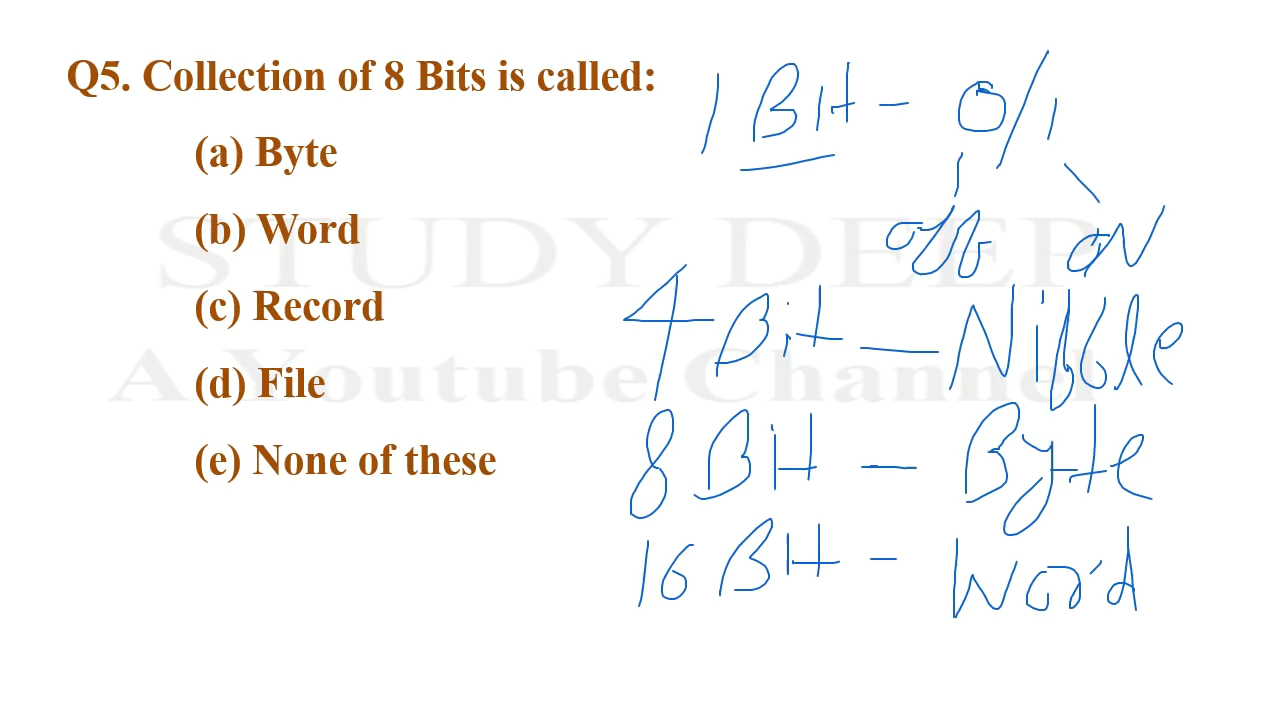 Q5. Collection of 8 Bits is called:
(a) Byte
(b) Word
(c) Record
(d) File
(e) None of these
1 Bit - 0/1
off on
4 Bit - Nibble
8 Bit - Byte
16 Bit - Word
STUDY DEEP
A Youtube Channel